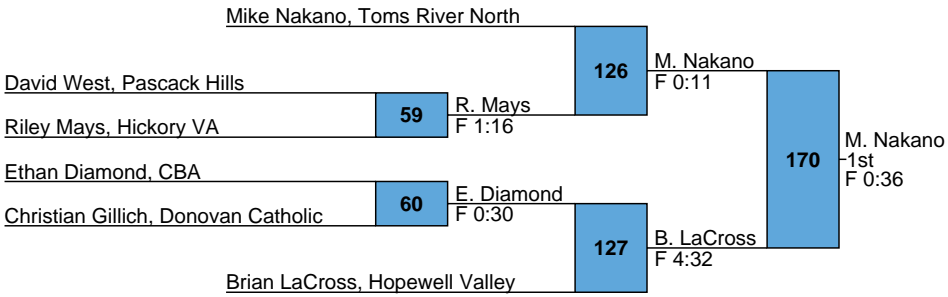 Mike Nakano, Toms River North
126
M. Nakano
F 0:11
David West, Pascack Hills
59
R. Mays
F 1:16
Riley Mays, Hickory VA
170
M. Nakano
1st
F 0:36
Ethan Diamond, CBA
60
E. Diamond
F 0:30
Christian Gillich, Donovan Catholic
127
B. LaCross
F 4:32
Brian LaCross, Hopewell Valley